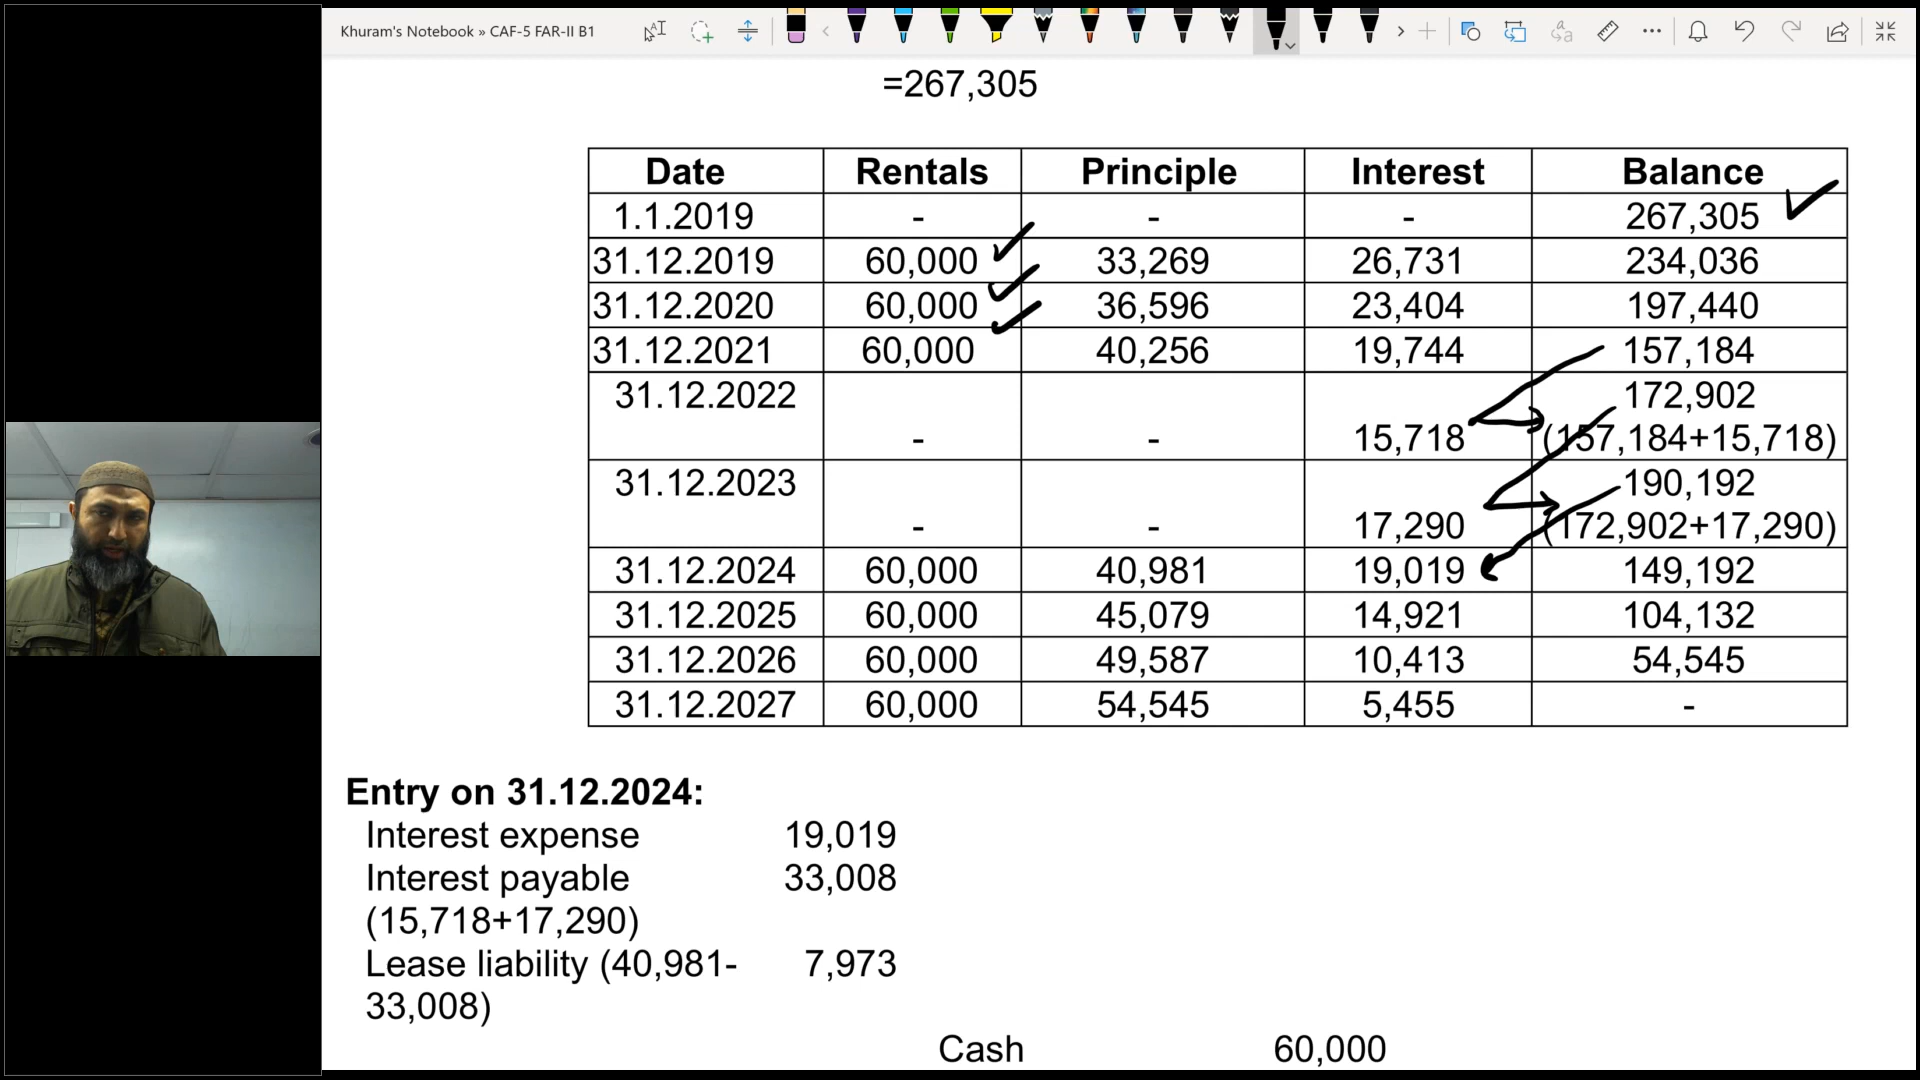 Khuram's Notebook » CAF-5 FAR-II B1
=267,305
Date Rentals Principle Interest Balance
1.1.2019 - - - 267,305
31.12.2019 60,000 33,269 26,731 234,036
31.12.2020 60,000 36,596 23,404 197,440
31.12.2021 60,000 40,256 19,744 157,184
31.12.2022 172,902
- - 15,718 (157,184+15,718)
31.12.2023 190,192
- - 17,290 (172,902+17,290)
31.12.2024 60,000 40,981 19,019 149,192
31.12.2025 60,000 45,079 14,921 104,132
31.12.2026 60,000 49,587 10,413 54,545
31.12.2027 60,000 54,545 5,455 -
Entry on 31.12.2024:
Interest expense 19,019
Interest payable 33,008
(15,718+17,290)
Lease liability (40,981- 7,973
33,008)
Cash 60,000